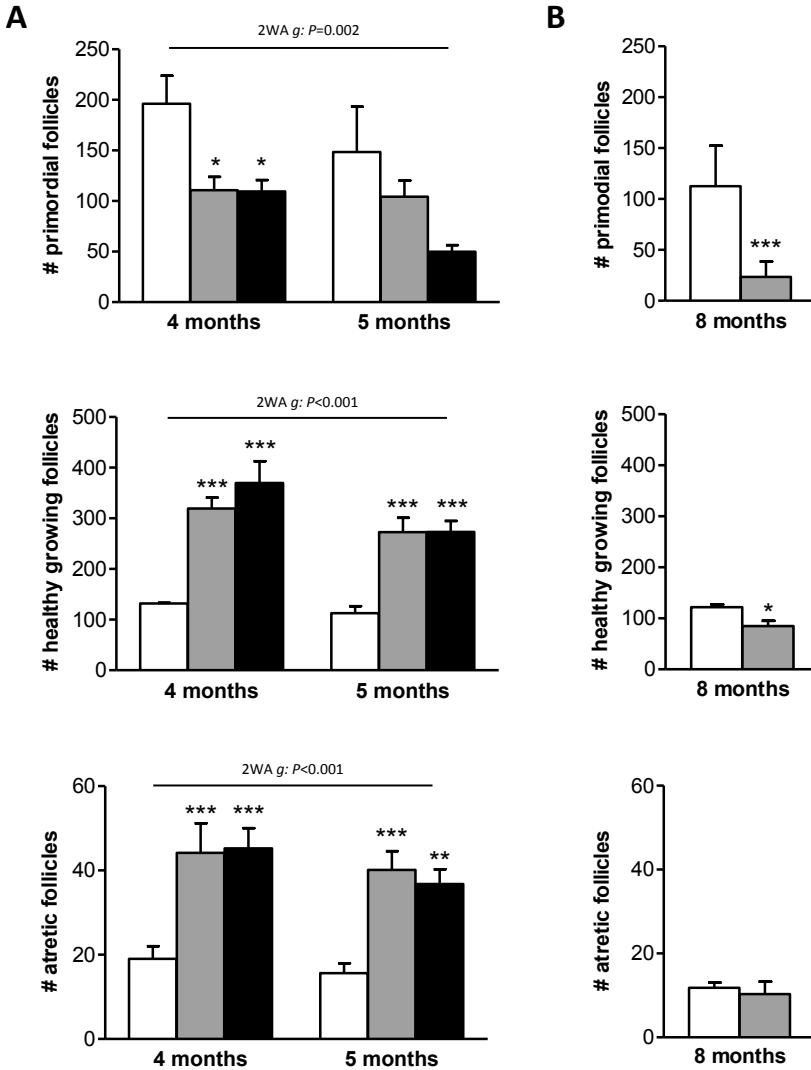 A
2WA g: P=0.002
# primordial follicles
250
200
150
100
50
0
* *
4 months 5 months
B
# primodial follicles
250
200
150
100
50
0
***
8 months
2WA g: P<0.001
# healthy growing follicles
500
400
300
200
100
0
*** *** *** ***
4 months 5 months
# healthy growing follicles
500
400
300
200
100
0
*
8 months
2WA g: P<0.001
# atretic follicles
60
40
20
0
*** *** *** **
4 months 5 months
# atretic follicles
60
40
20
0
8 months